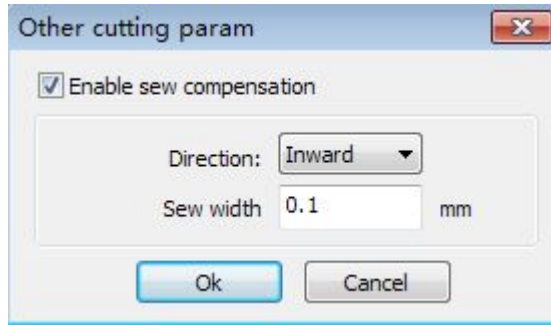 Other cutting param
Enable sew compensation
Direction: Inward
Sew width 0.1 mm
Ok Cancel